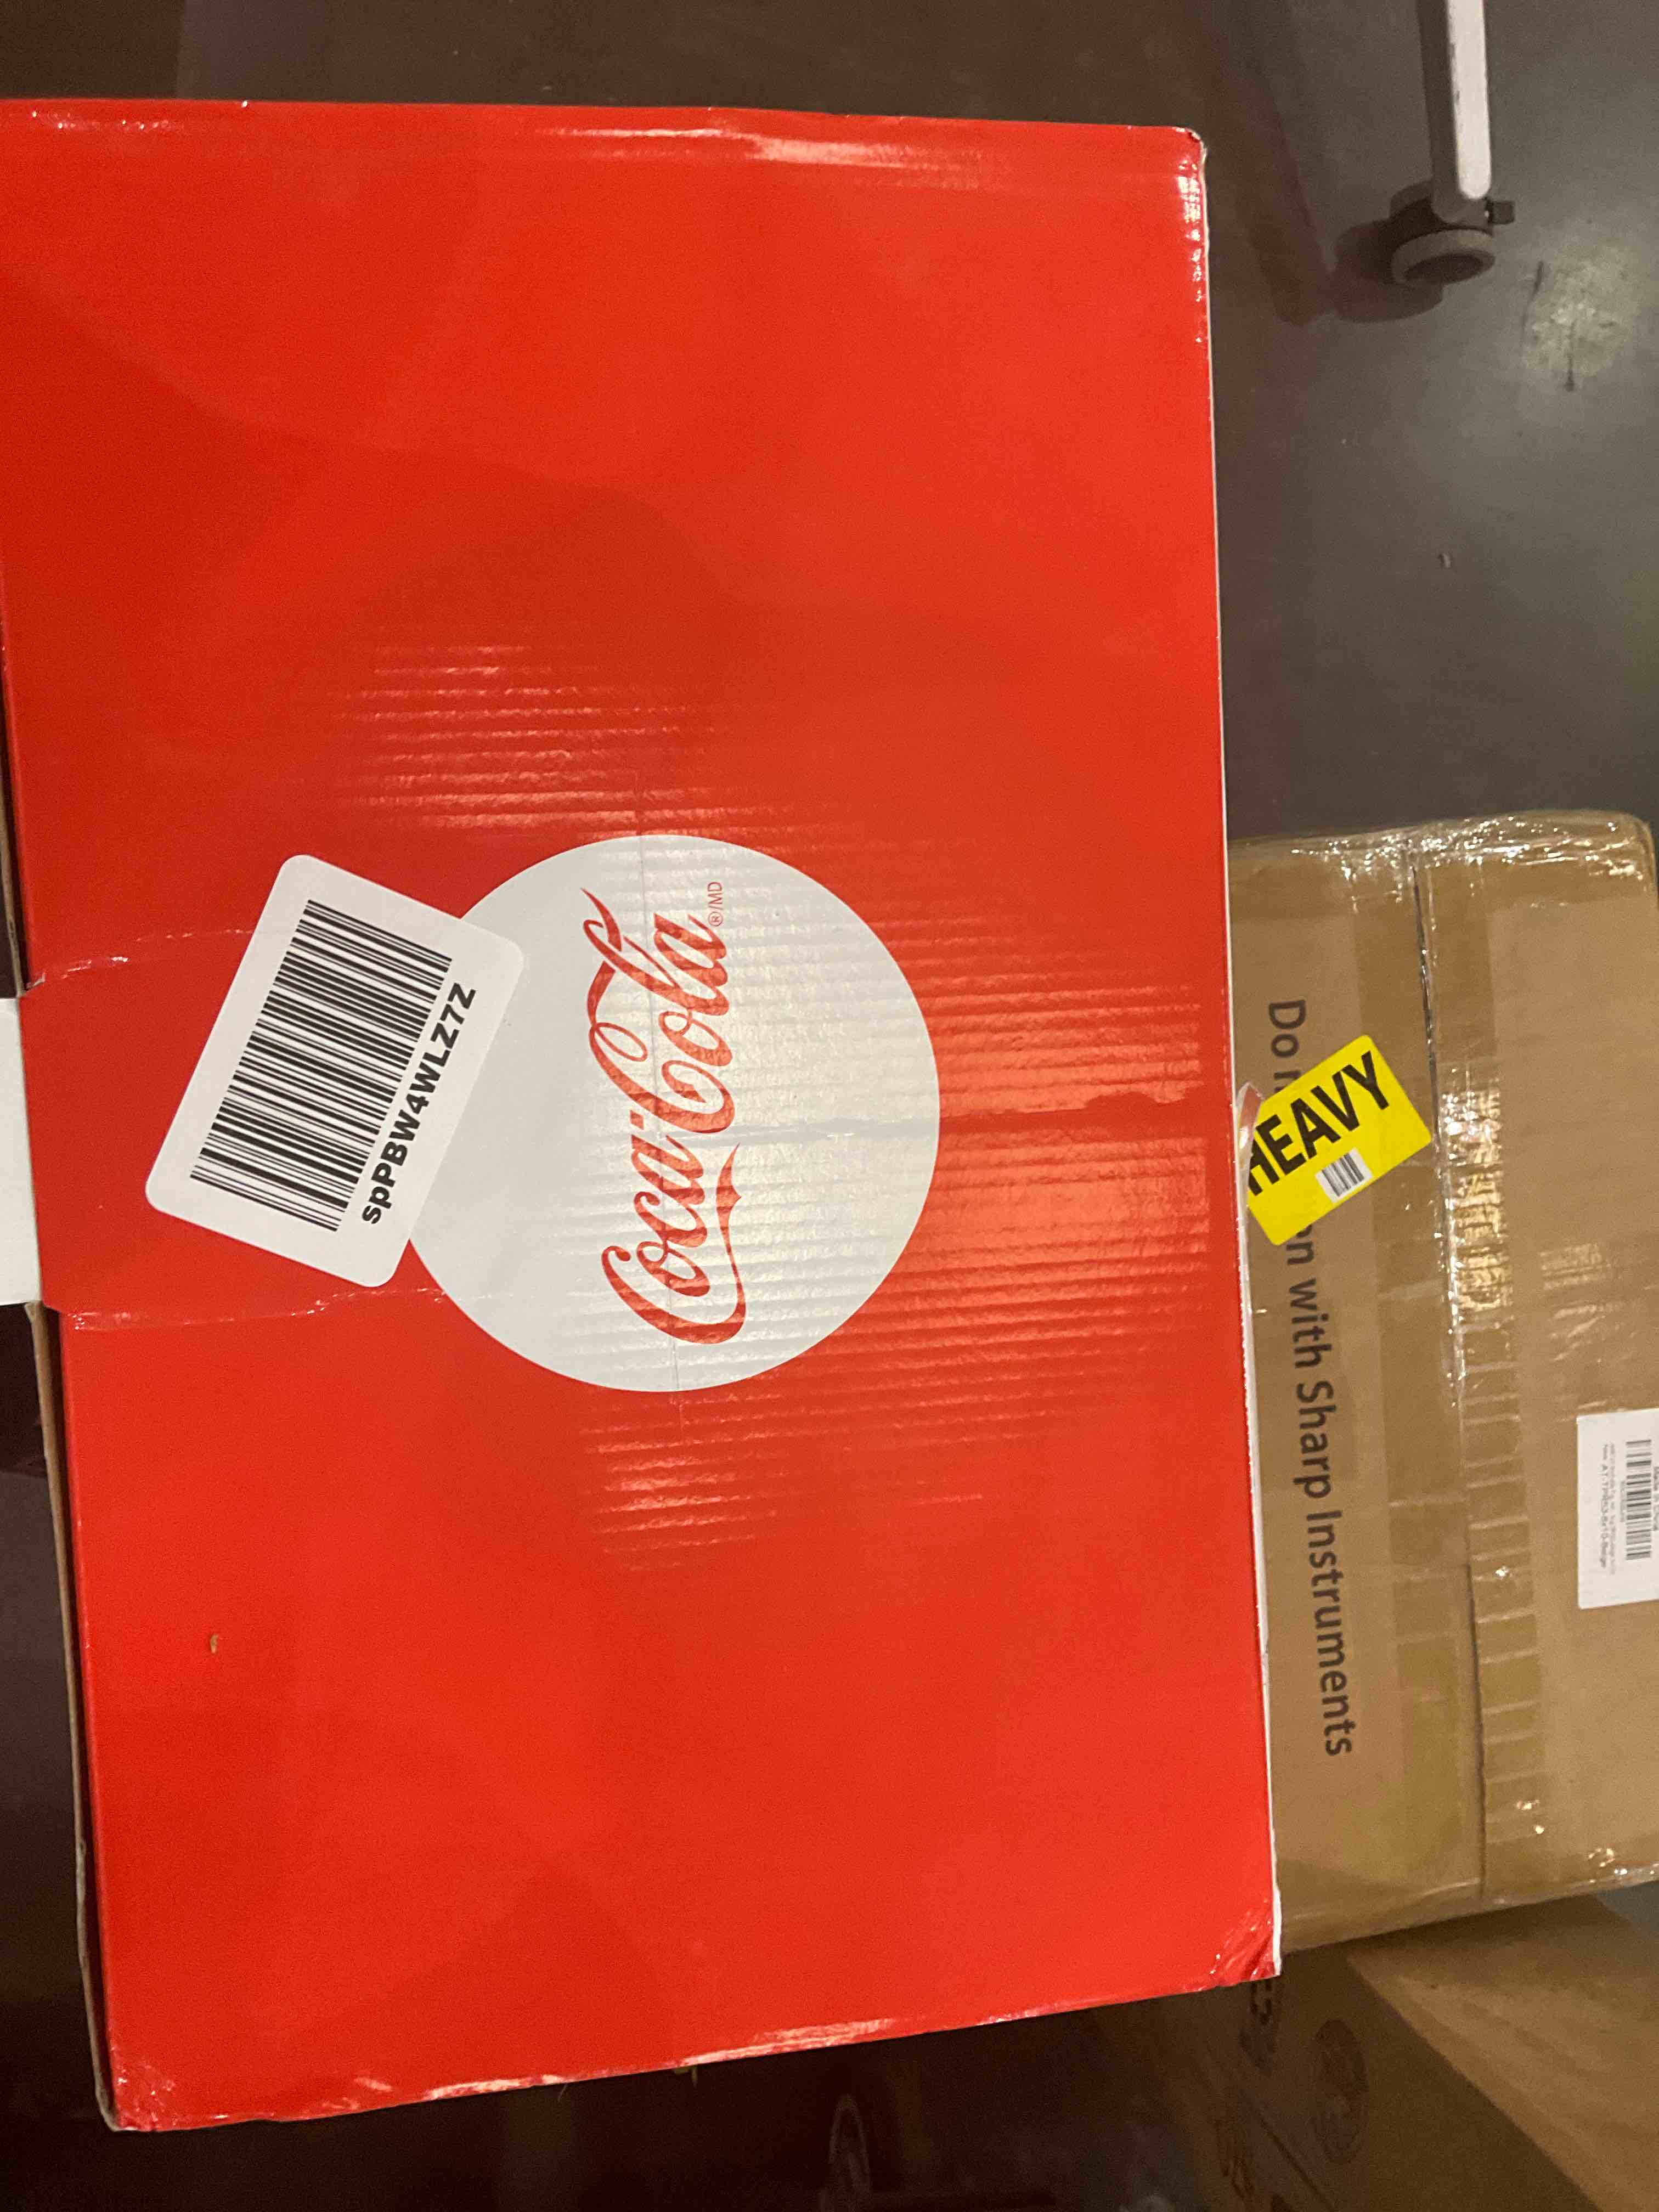 spPBW4WLZ7Z
Coca-Cola
®/MD
HEAVY
Do
with Sharp Instruments